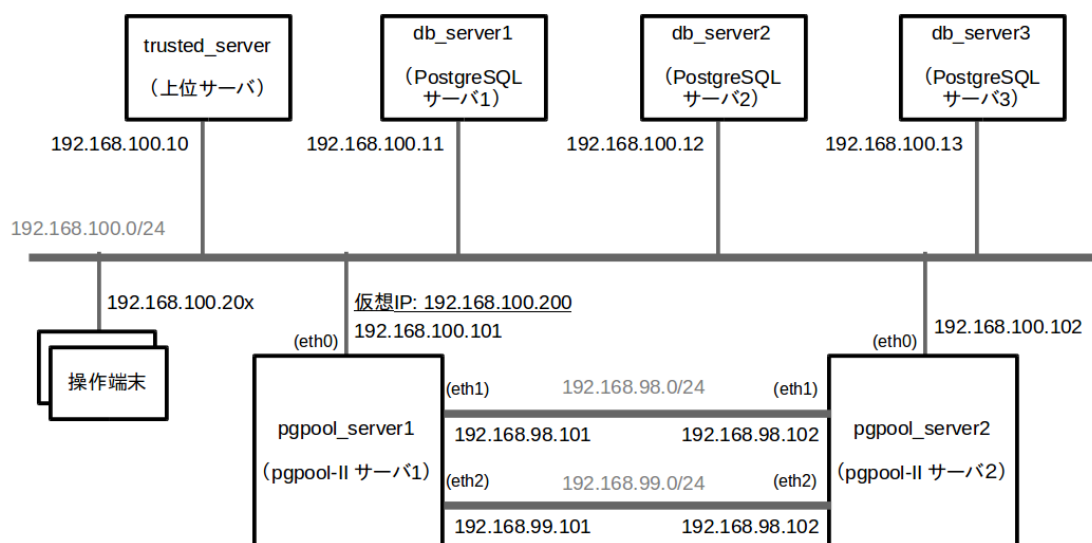 trusted_server
（上位サーバ）
db_server1
（PostgreSQL
サーバ1）
db_server2
（PostgreSQL
サーバ2）
db_server3
（PostgreSQL
サーバ3）
192.168.100.10
192.168.100.11
192.168.100.12
192.168.100.13
192.168.100.0/24
192.168.100.20x
操作端末
仮想IP: 192.168.100.200
192.168.100.101
(eth0)
192.168.100.102
(eth0)
pgpool_server1
（pgpool-II サーバ1）
(eth1)
192.168.98.0/24
(eth1)
192.168.98.101
192.168.98.102
(eth2)
192.168.99.0/24
(eth2)
192.168.99.101
192.168.98.102
pgpool_server2
（pgpool-II サーバ2）